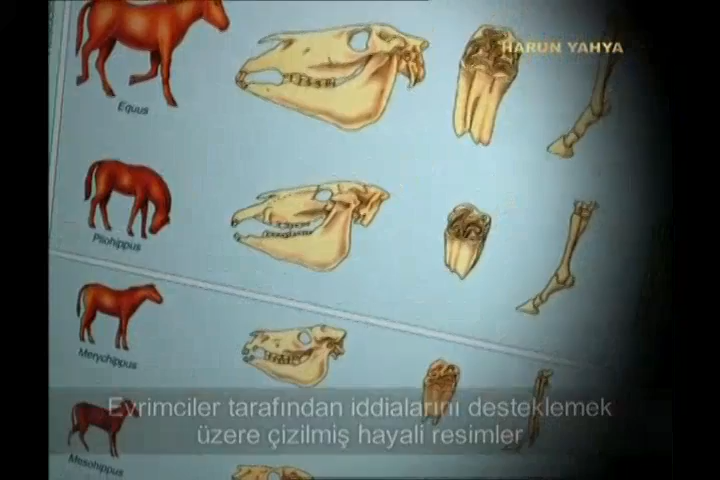 HARUN YAHYA
Equus
Pliohippus
Merychippus
Mesohippus
Evrimciler tarafından iddialarını desteklemek
üzere çizilmiş hayali resimler